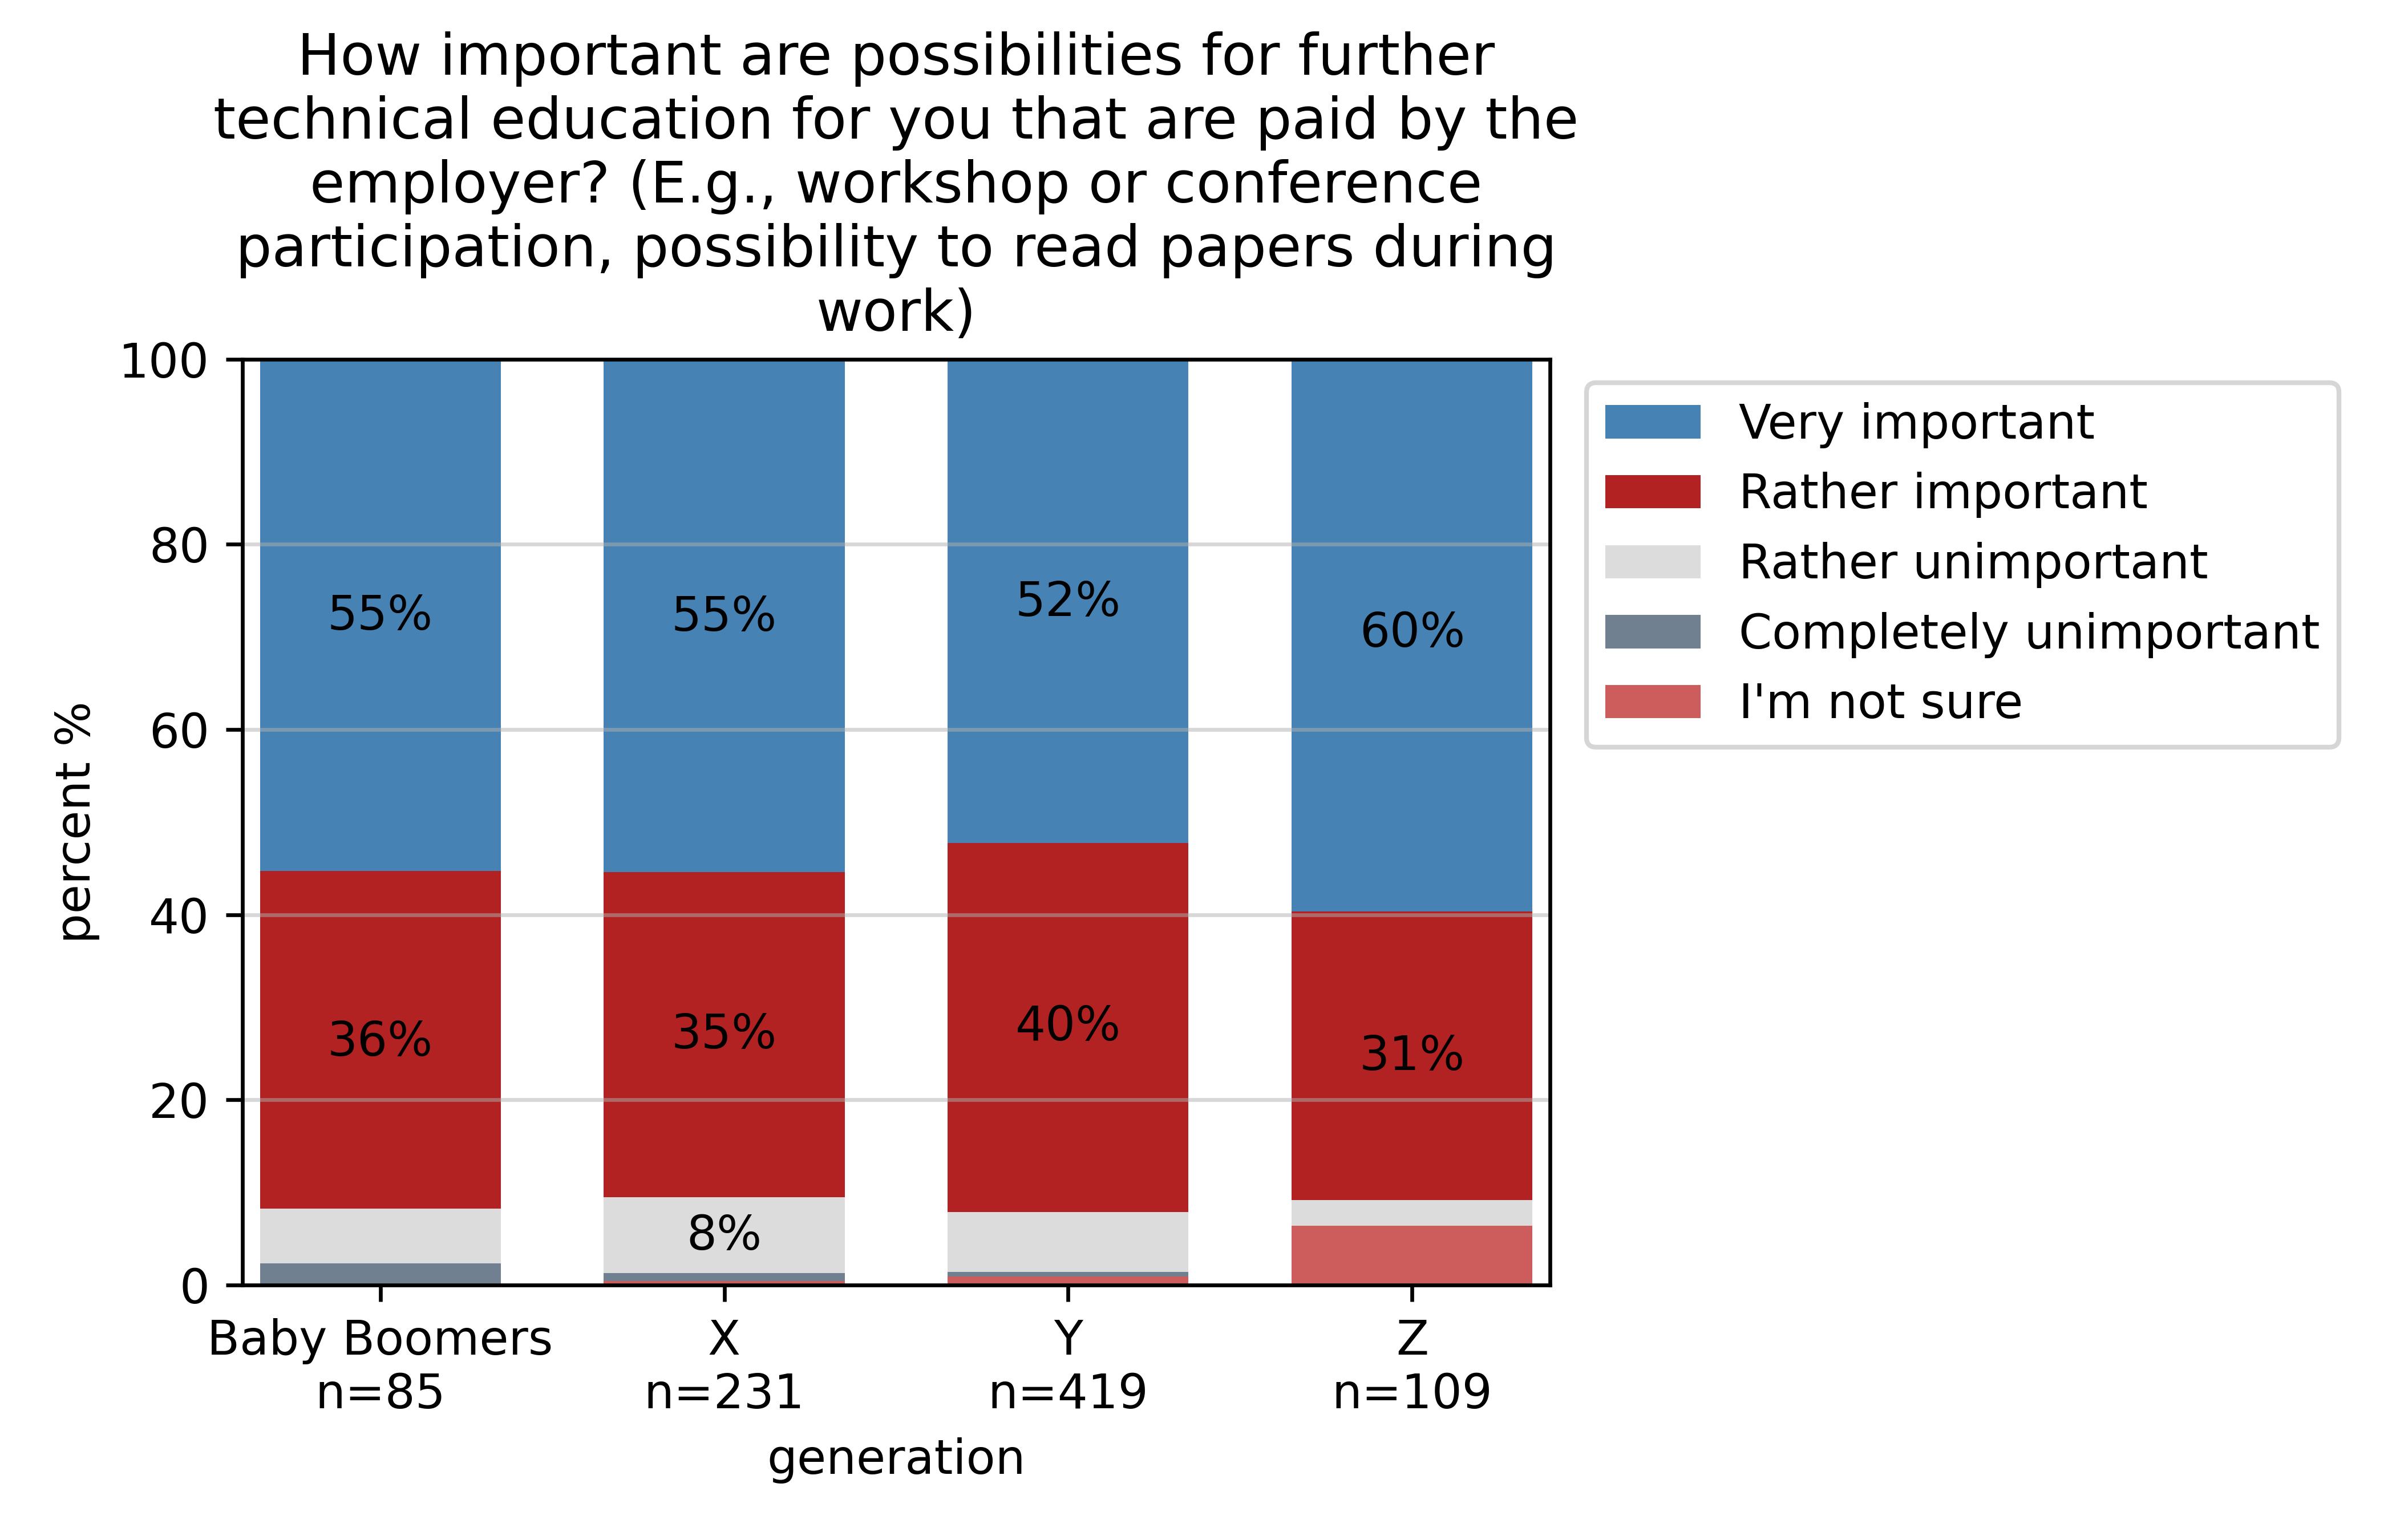 How important are possibilities for further
technical education for you that are paid by the
employer? (E.g., workshop or conference
participation, possibility to read papers during
work)
100
80
60
40
20
0
percent %
55%
55%
52%
60%
36%
35%
40%
31%
8%
Baby Boomers
n=85
X
n=231
Y
n=419
Z
n=109
generation
Very important
Rather important
Rather unimportant
Completely unimportant
I'm not sure